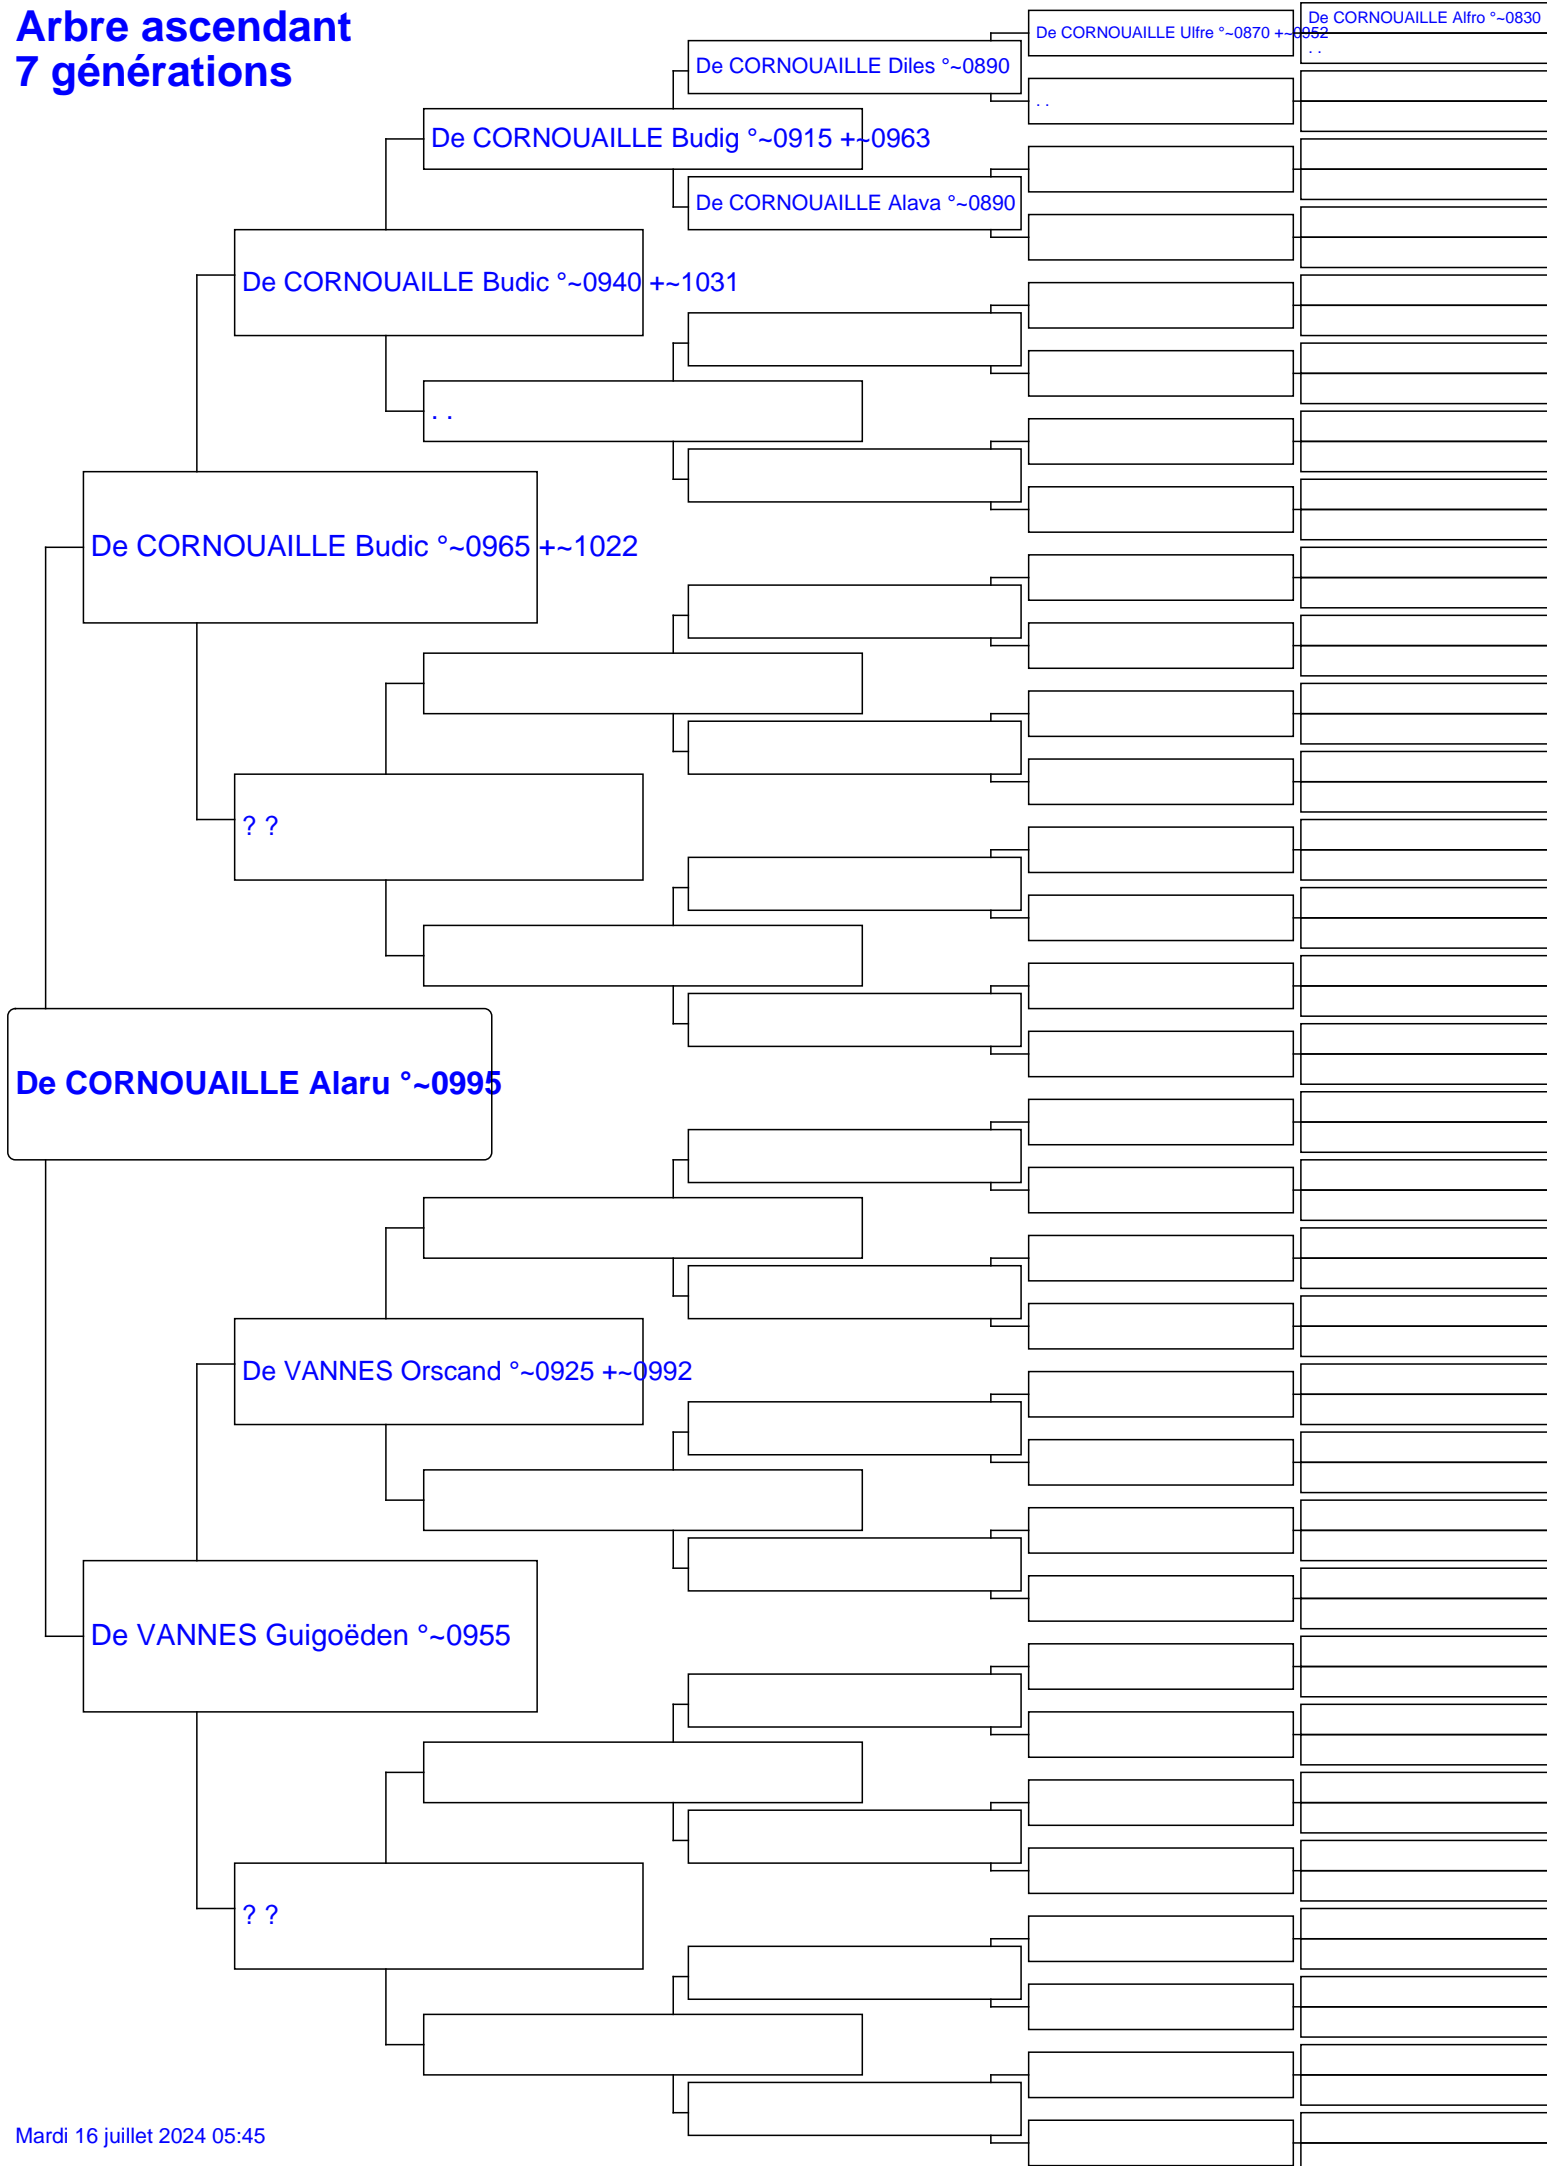 Arbre ascendant
7 générations
De CORNOUAILLE Ulfre °~0870 +~0952
De CORNOUAILLE Alfro °~0830
. .
De CORNOUAILLE Diles °~0890
. .
De CORNOUAILLE Budig °~0915 +~0963
De CORNOUAILLE Alava °~0890
De CORNOUAILLE Budic °~0940 +~1031
. .
De CORNOUAILLE Budic °~0965 +~1022
? ?
De CORNOUAILLE Alaru °~0995
De VANNES Orscand °~0925 +~0992
De VANNES Guigoëden °~0955
? ?
Mardi 16 juillet 2024 05:45